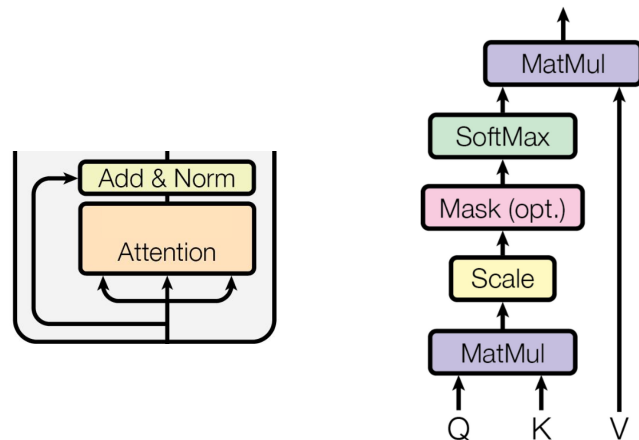 Add & Norm
Attention
MatMul
SoftMax
Mask (opt.)
Scale
MatMul
Q K V